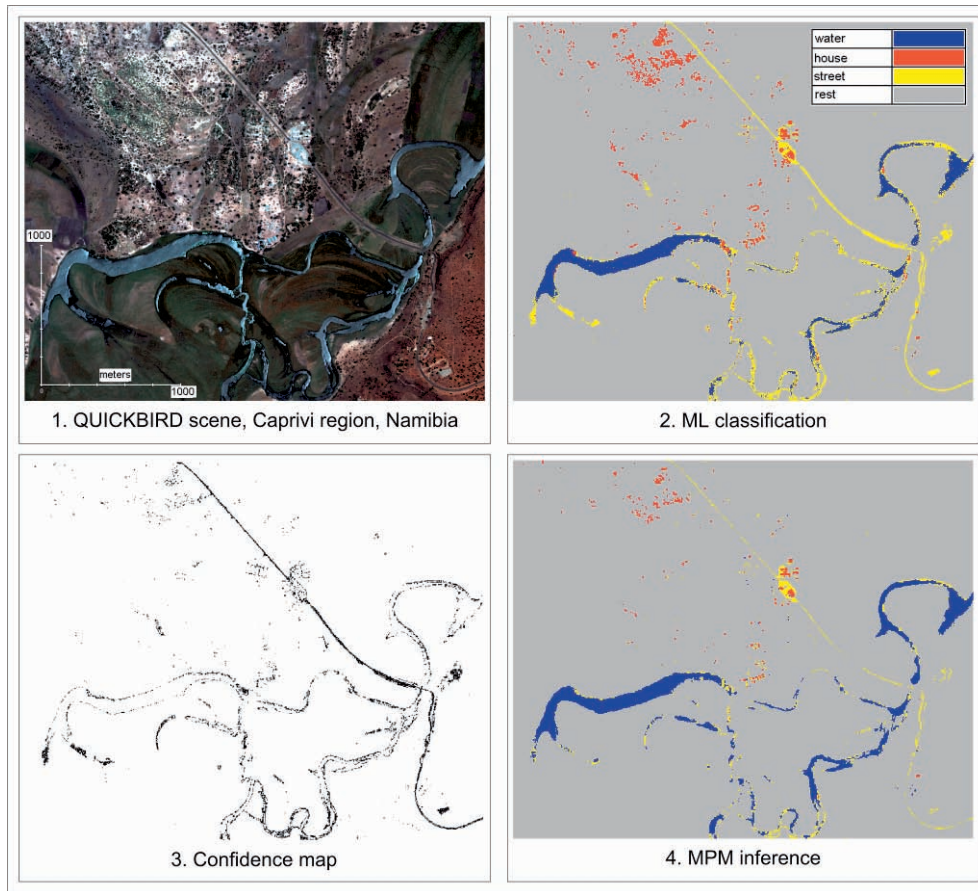 1000
meters
0
1000
1. QUICKBIRD scene, Caprivi region, Namibia
water
house
street
rest
2. ML classification
3. Confidence map
4. MPM inference